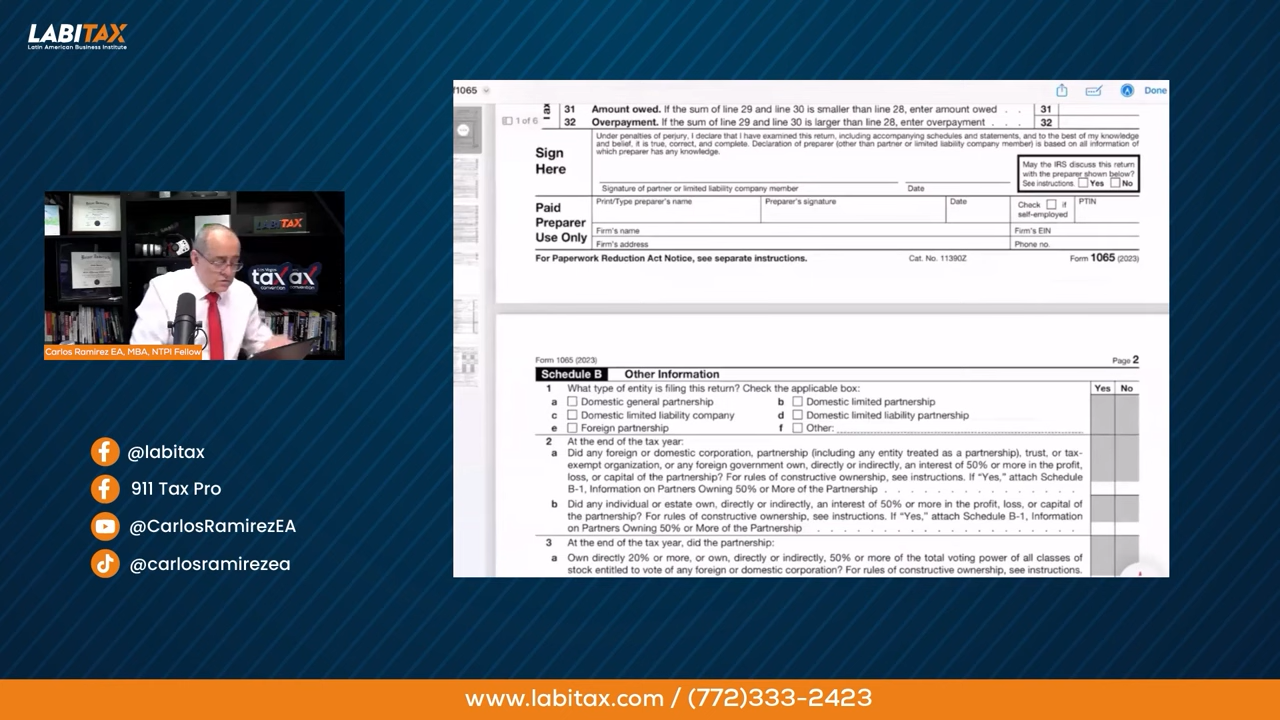 LABITAX
Latin American Business Institute
LABITAX
tax
convention
ax
convention
Carlos Ramirez EA, MBA, NTPI Fellow
@labitax
911 Tax Pro
@CarlosRamirezEA
@carlosramirezea
f1065
Done
1 of 6
31 Amount owed. If the sum of line 29 and line 30 is smaller than line 28, enter amount owed . . 31
32 Overpayment. If the sum of line 29 and line 30 is larger than line 28, enter overpayment . . . 32
Sign Here
Under penalties of perjury, I declare that I have examined this return, including accompanying schedules and statements, and to the best of my knowledge
and belief, it is true, correct, and complete. Declaration of preparer (other than partner or limited liability company member) is based on all information of
which preparer has any knowledge.
Signature of partner or limited liability company member Date
May the IRS discuss this return
with the preparer shown below?
See instructions. Yes No
Paid Preparer Use Only
Print/Type preparer's name Preparer's signature Date Check if self-employed PTIN
Firm's name Firm's EIN
Firm's address Phone no.
For Paperwork Reduction Act Notice, see separate instructions. Cat. No. 11390Z Form 1065 (2023)
Form 1065 (2023) Page 2
Schedule B Other Information
1 What type of entity is filing this return? Check the applicable box: Yes No
a Domestic general partnership b Domestic limited partnership
c Domestic limited liability company d Domestic limited liability partnership
e Foreign partnership f Other:
2 At the end of the tax year:
a Did any foreign or domestic corporation, partnership (including any entity treated as a partnership), trust, or tax-
exempt organization, or any foreign government own, directly or indirectly, an interest of 50% or more in the profit,
loss, or capital of the partnership? For rules of constructive ownership, see instructions. If "Yes," attach Schedule
B-1, Information on Partners Owning 50% or More of the Partnership
b Did any individual or estate own, directly or indirectly, an interest of 50% or more in the profit, loss, or capital of
the partnership? For rules of constructive ownership, see instructions. If "Yes," attach Schedule B-1, Information
on Partners Owning 50% or More of the Partnership
3 At the end of the tax year, did the partnership:
a Own directly 20% or more, or own, directly or indirectly, 50% or more of the total voting power of all classes of
stock entitled to vote of any foreign or domestic corporation? For rules of constructive ownership, see instructions.
www.labitax.com / (772)333-2423